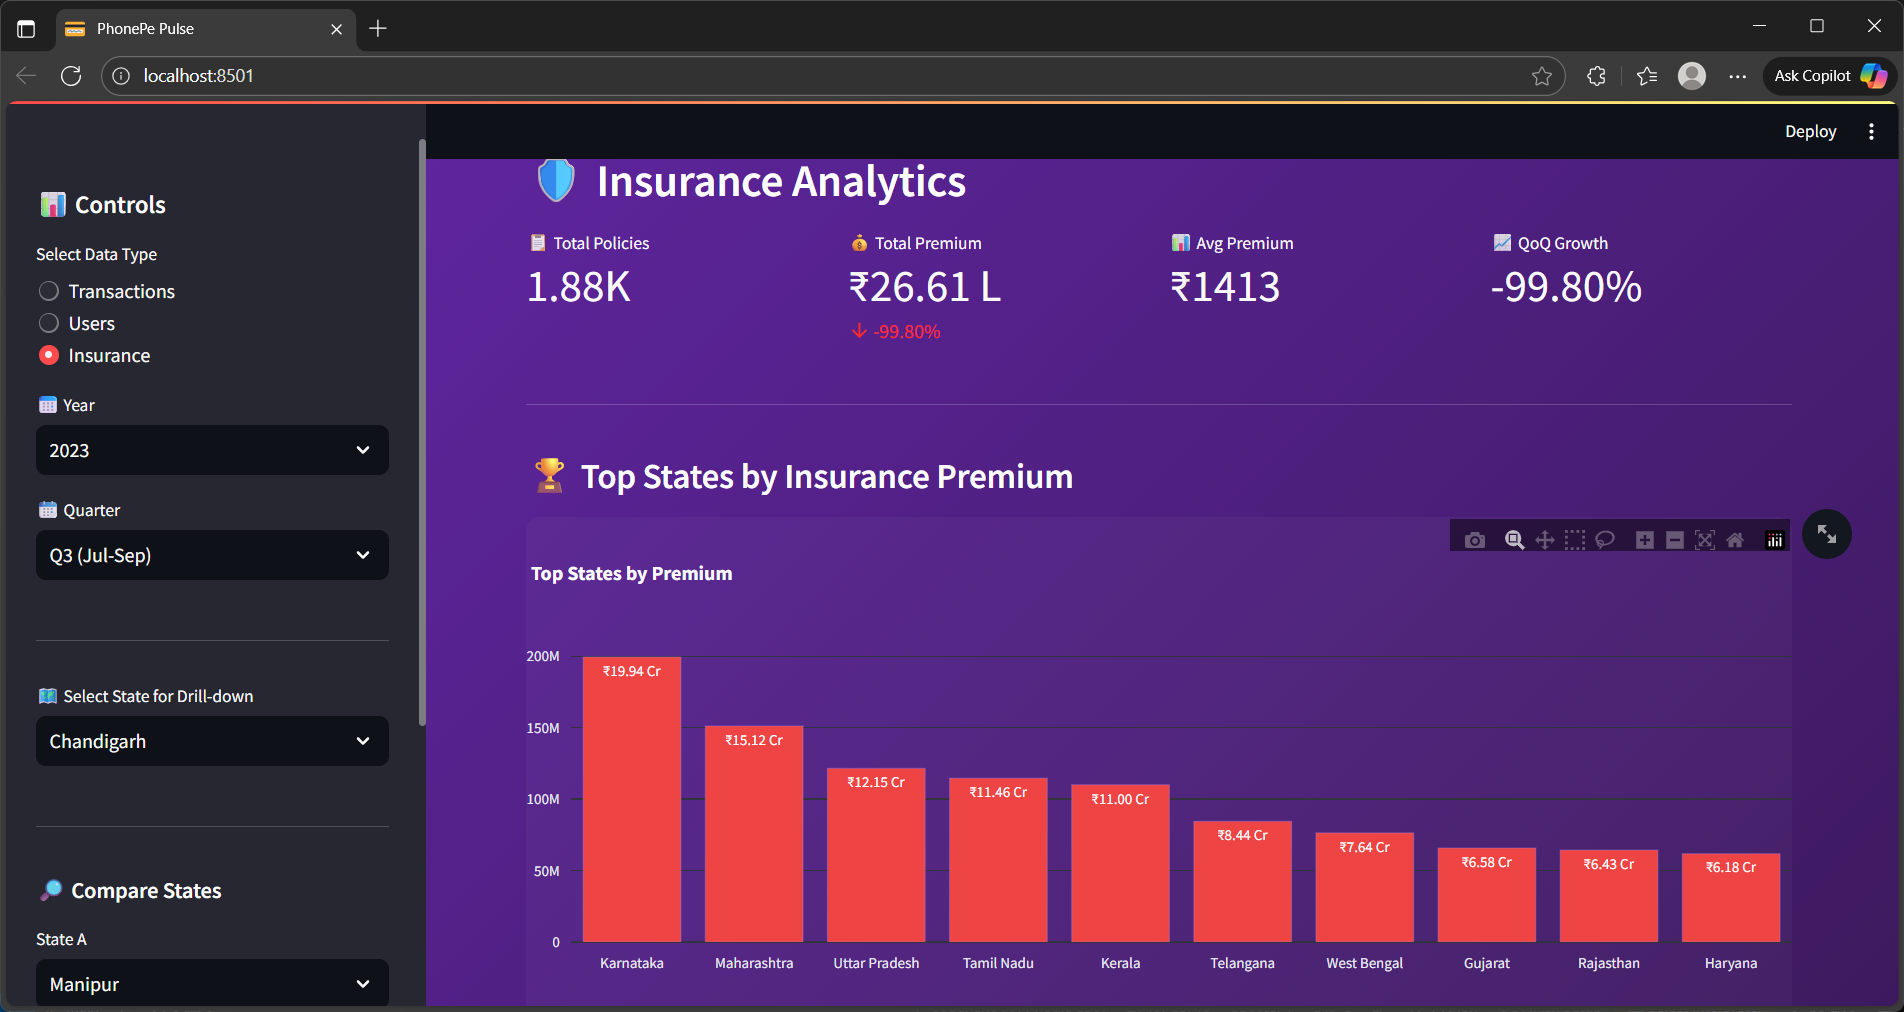 PhonePe Pulse
localhost:8501
Ask Copilot
Deploy
Controls
Select Data Type
Transactions
Users
Insurance
Year
2023
Quarter
Q3 (Jul-Sep)
Select State for Drill-down
Chandigarh
Compare States
State A
Manipur
Insurance Analytics
Total Policies
1.88K
Total Premium
₹26.61 L
-99.80%
Avg Premium
₹1413
QoQ Growth
-99.80%
Top States by Insurance Premium
Top States by Premium
200M
150M
100M
50M
0
₹19.94 Cr
₹15.12 Cr
₹12.15 Cr
₹11.46 Cr
₹11.00 Cr
₹8.44 Cr
₹7.64 Cr
₹6.58 Cr
₹6.43 Cr
₹6.18 Cr
Karnataka
Maharashtra
Uttar Pradesh
Tamil Nadu
Kerala
Telangana
West Bengal
Gujarat
Rajasthan
Haryana